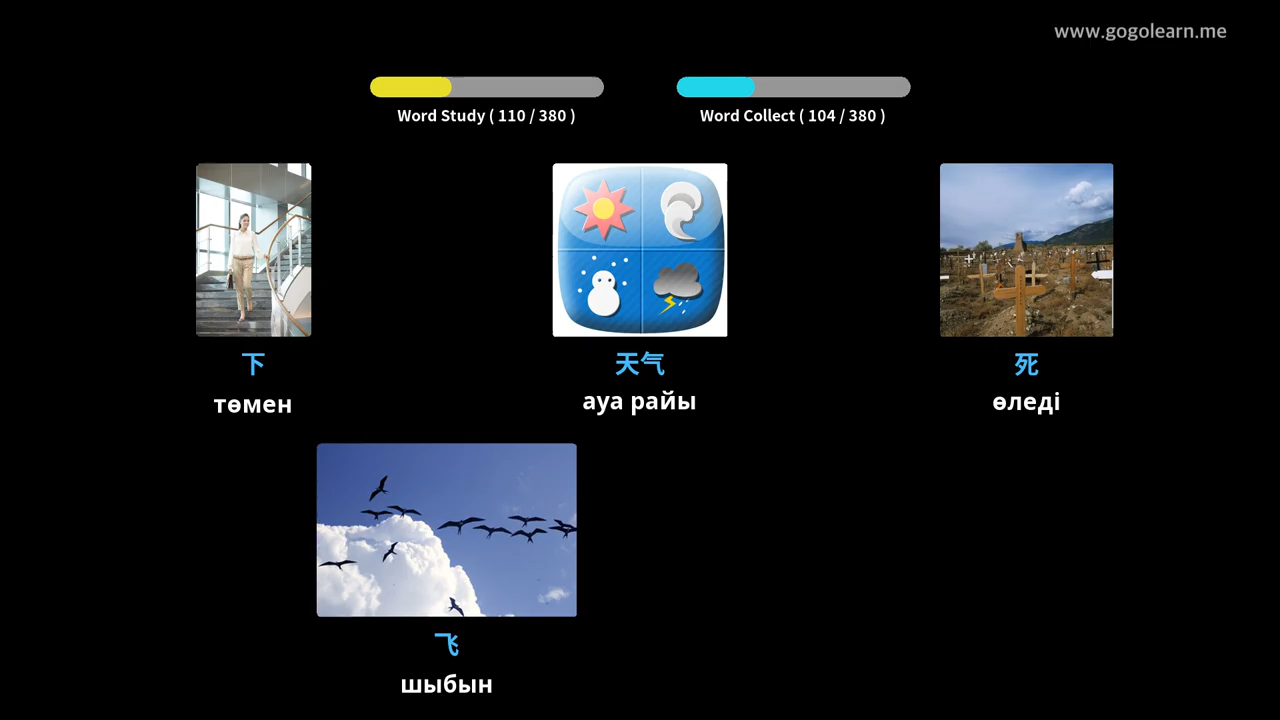 www.gogolearn.me
Word Study ( 110 / 380 )
Word Collect ( 104 / 380 )
下
төмен
天气
ауа райы
死
өледі
飞
шыбын